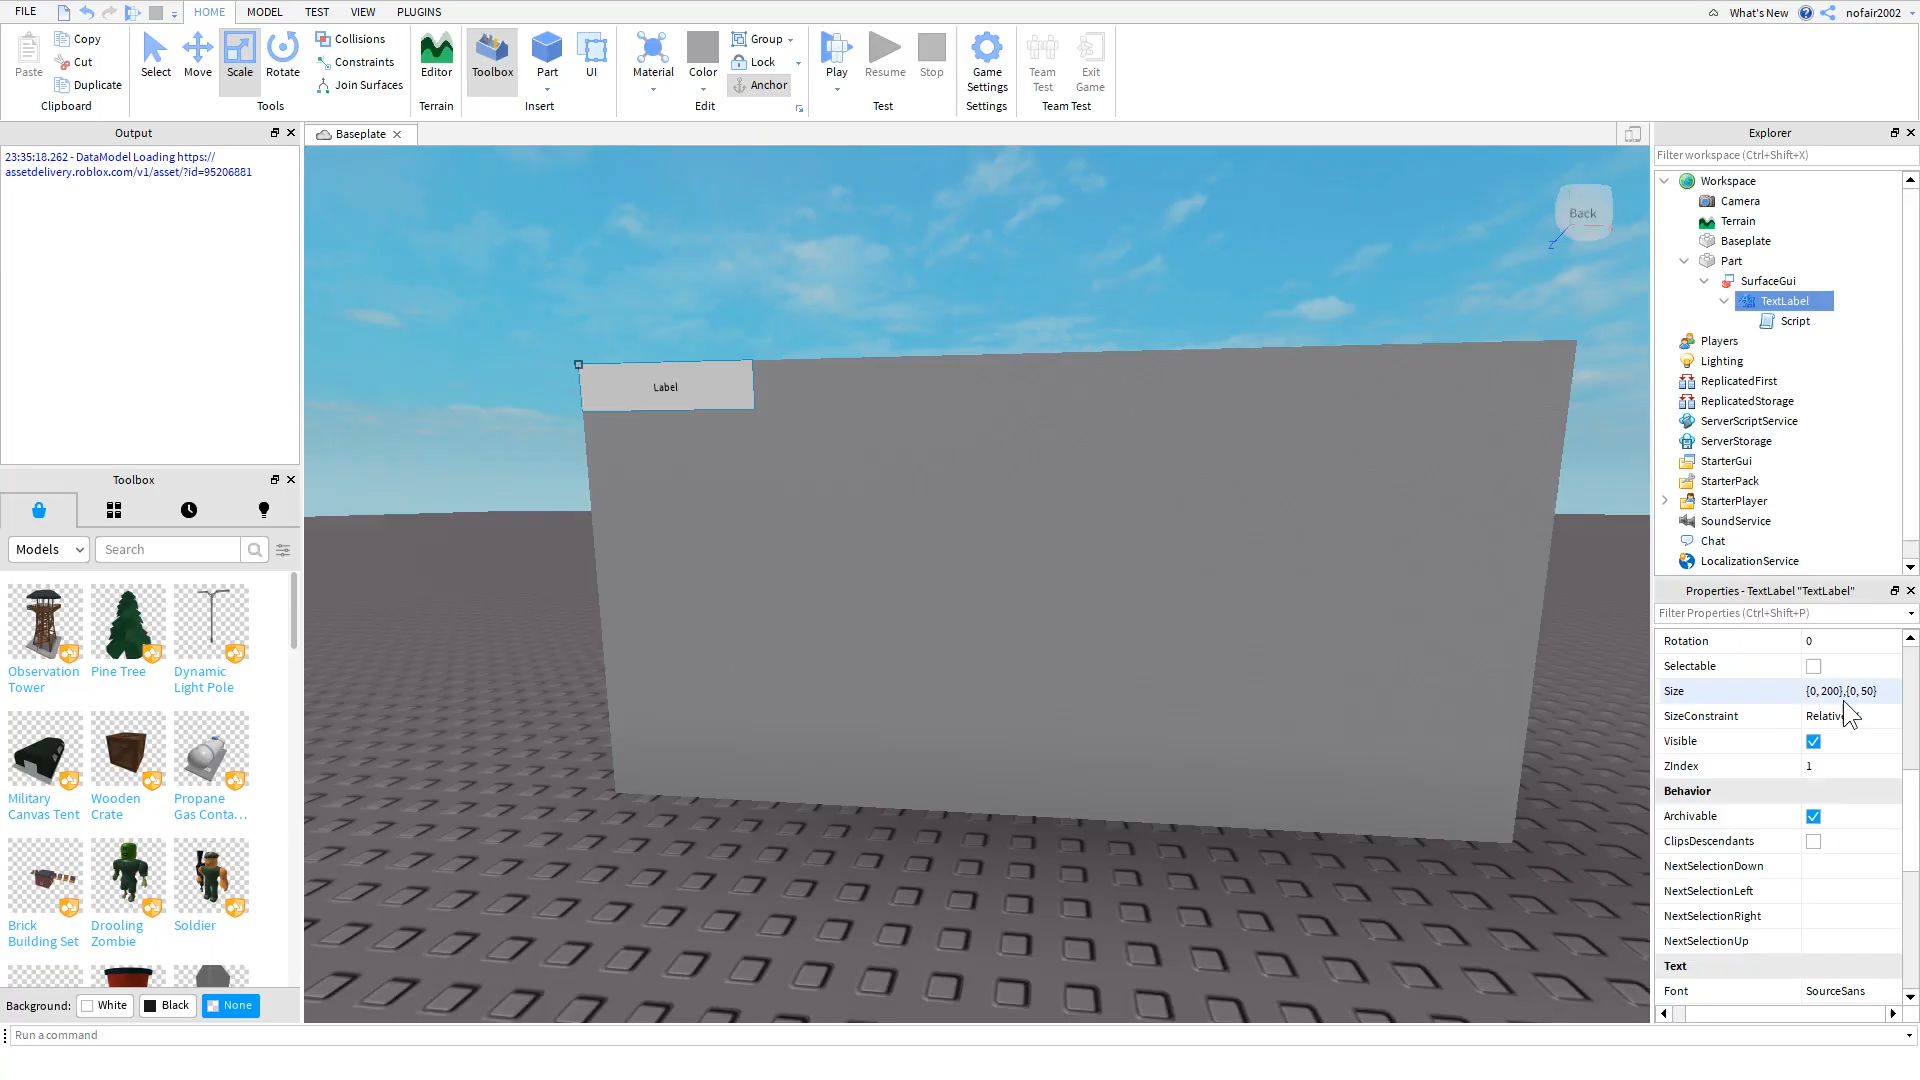 FILE
HOME
MODEL
TEST
VIEW
PLUGINS
What's New
nofair2002
Paste
Copy
Cut
Duplicate
Clipboard
Select
Move
Scale
Rotate
Collisions
Constraints
Join Surfaces
Tools
Editor
Terrain
Toolbox
Part
UI
Insert
Material
Color
Group
Lock
Anchor
Edit
Play
Resume
Stop
Test
Game
Settings
Settings
Team
Test
Exit
Game
Team Test
Output
23:35:18.262 - DataModel Loading https://
assetdelivery.roblox.com/v1/asset/?id=95206881
Toolbox
Models
Search
Observation
Tower
Pine Tree
Dynamic
Light Pole
Military
Canvas Tent
Wooden
Crate
Propane
Gas Conta...
Brick
Building Set
Drooling
Zombie
Soldier
Background:
White
Black
None
Run a command
Baseplate
Label
Back
Z
Explorer
Filter workspace (Ctrl+Shift+X)
Workspace
Camera
Terrain
Baseplate
Part
SurfaceGui
TextLabel
Script
Players
Lighting
ReplicatedFirst
ReplicatedStorage
ServerScriptService
ServerStorage
StarterGui
StarterPack
StarterPlayer
SoundService
Chat
LocalizationService
Properties - TextLabel "TextLabel"
Filter Properties (Ctrl+Shift+P)
Rotation 0
Selectable
Size {0, 200},{0, 50}
SizeConstraint
Visible
ZIndex 1
Behavior
Archivable
ClipsDescendants
NextSelectionDown
NextSelectionLeft
NextSelectionRight
NextSelectionUp
Text
Font SourceSans